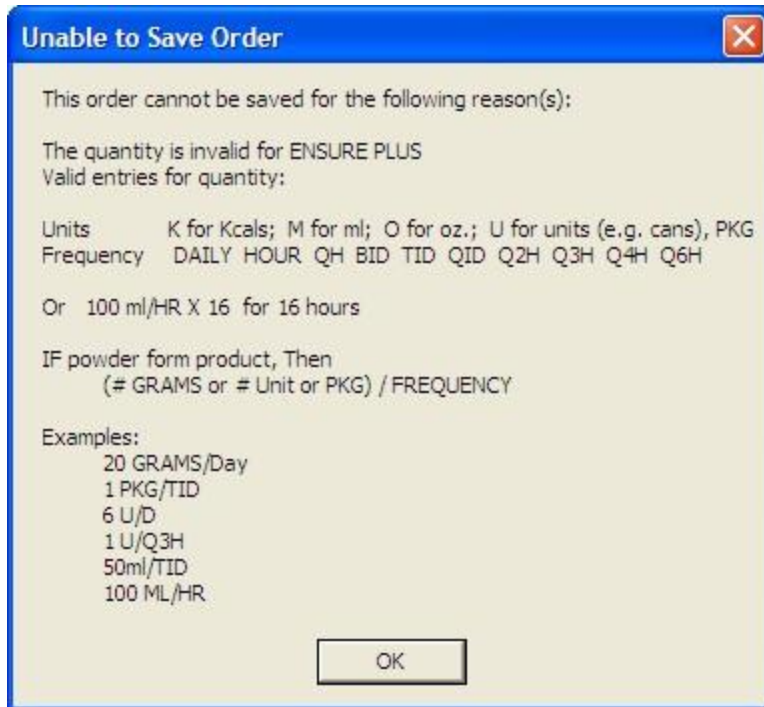 Unable to Save Order
This order cannot be saved for the following reason(s):
The quantity is invalid for ENSURE PLUS
Valid entries for quantity:
Units K for Kcals; M for ml; O for oz.; U for units (e.g. cans), PKG
Frequency DAILY HOUR QH BID TID QID Q2H Q3H Q4H Q6H
Or 100 ml/HR X 16 for 16 hours
IF powder form product, Then
(# GRAMS or # Unit or PKG) / FREQUENCY
Examples:
20 GRAMS/Day
1 PKG/TID
6 U/D
1 U/Q3H
50ml/TID
100 ML/HR
OK